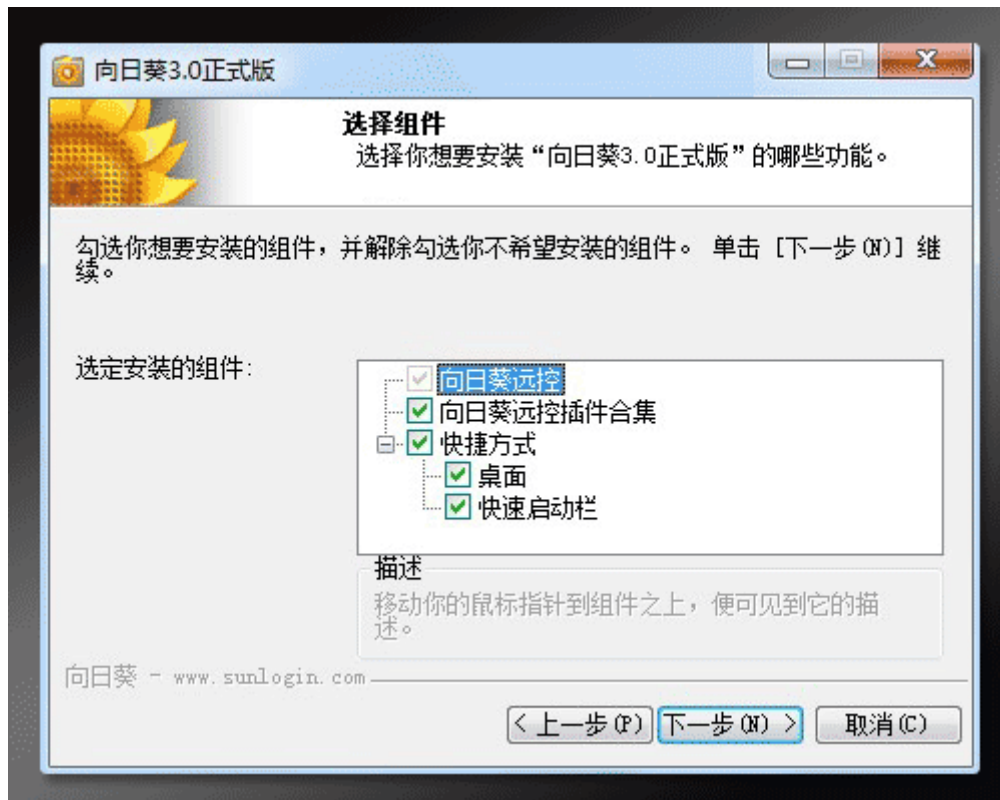 向日葵3.0正式版
选择组件
选择你想要安装“向日葵3.0正式版”的哪些功能。
勾选你想要安装的组件，并解除勾选你不希望安装的组件。 单击 [下一步(N)] 继
续。
选定安装的组件:
向日葵远控
向日葵远控插件合集
快捷方式
桌面
快速启动栏
描述
移动你的鼠标指针到组件之上，便可见到它的描
述。
向日葵 - www.sunlogin.com
< 上一步(P) 下一步(N) > 取消(C)